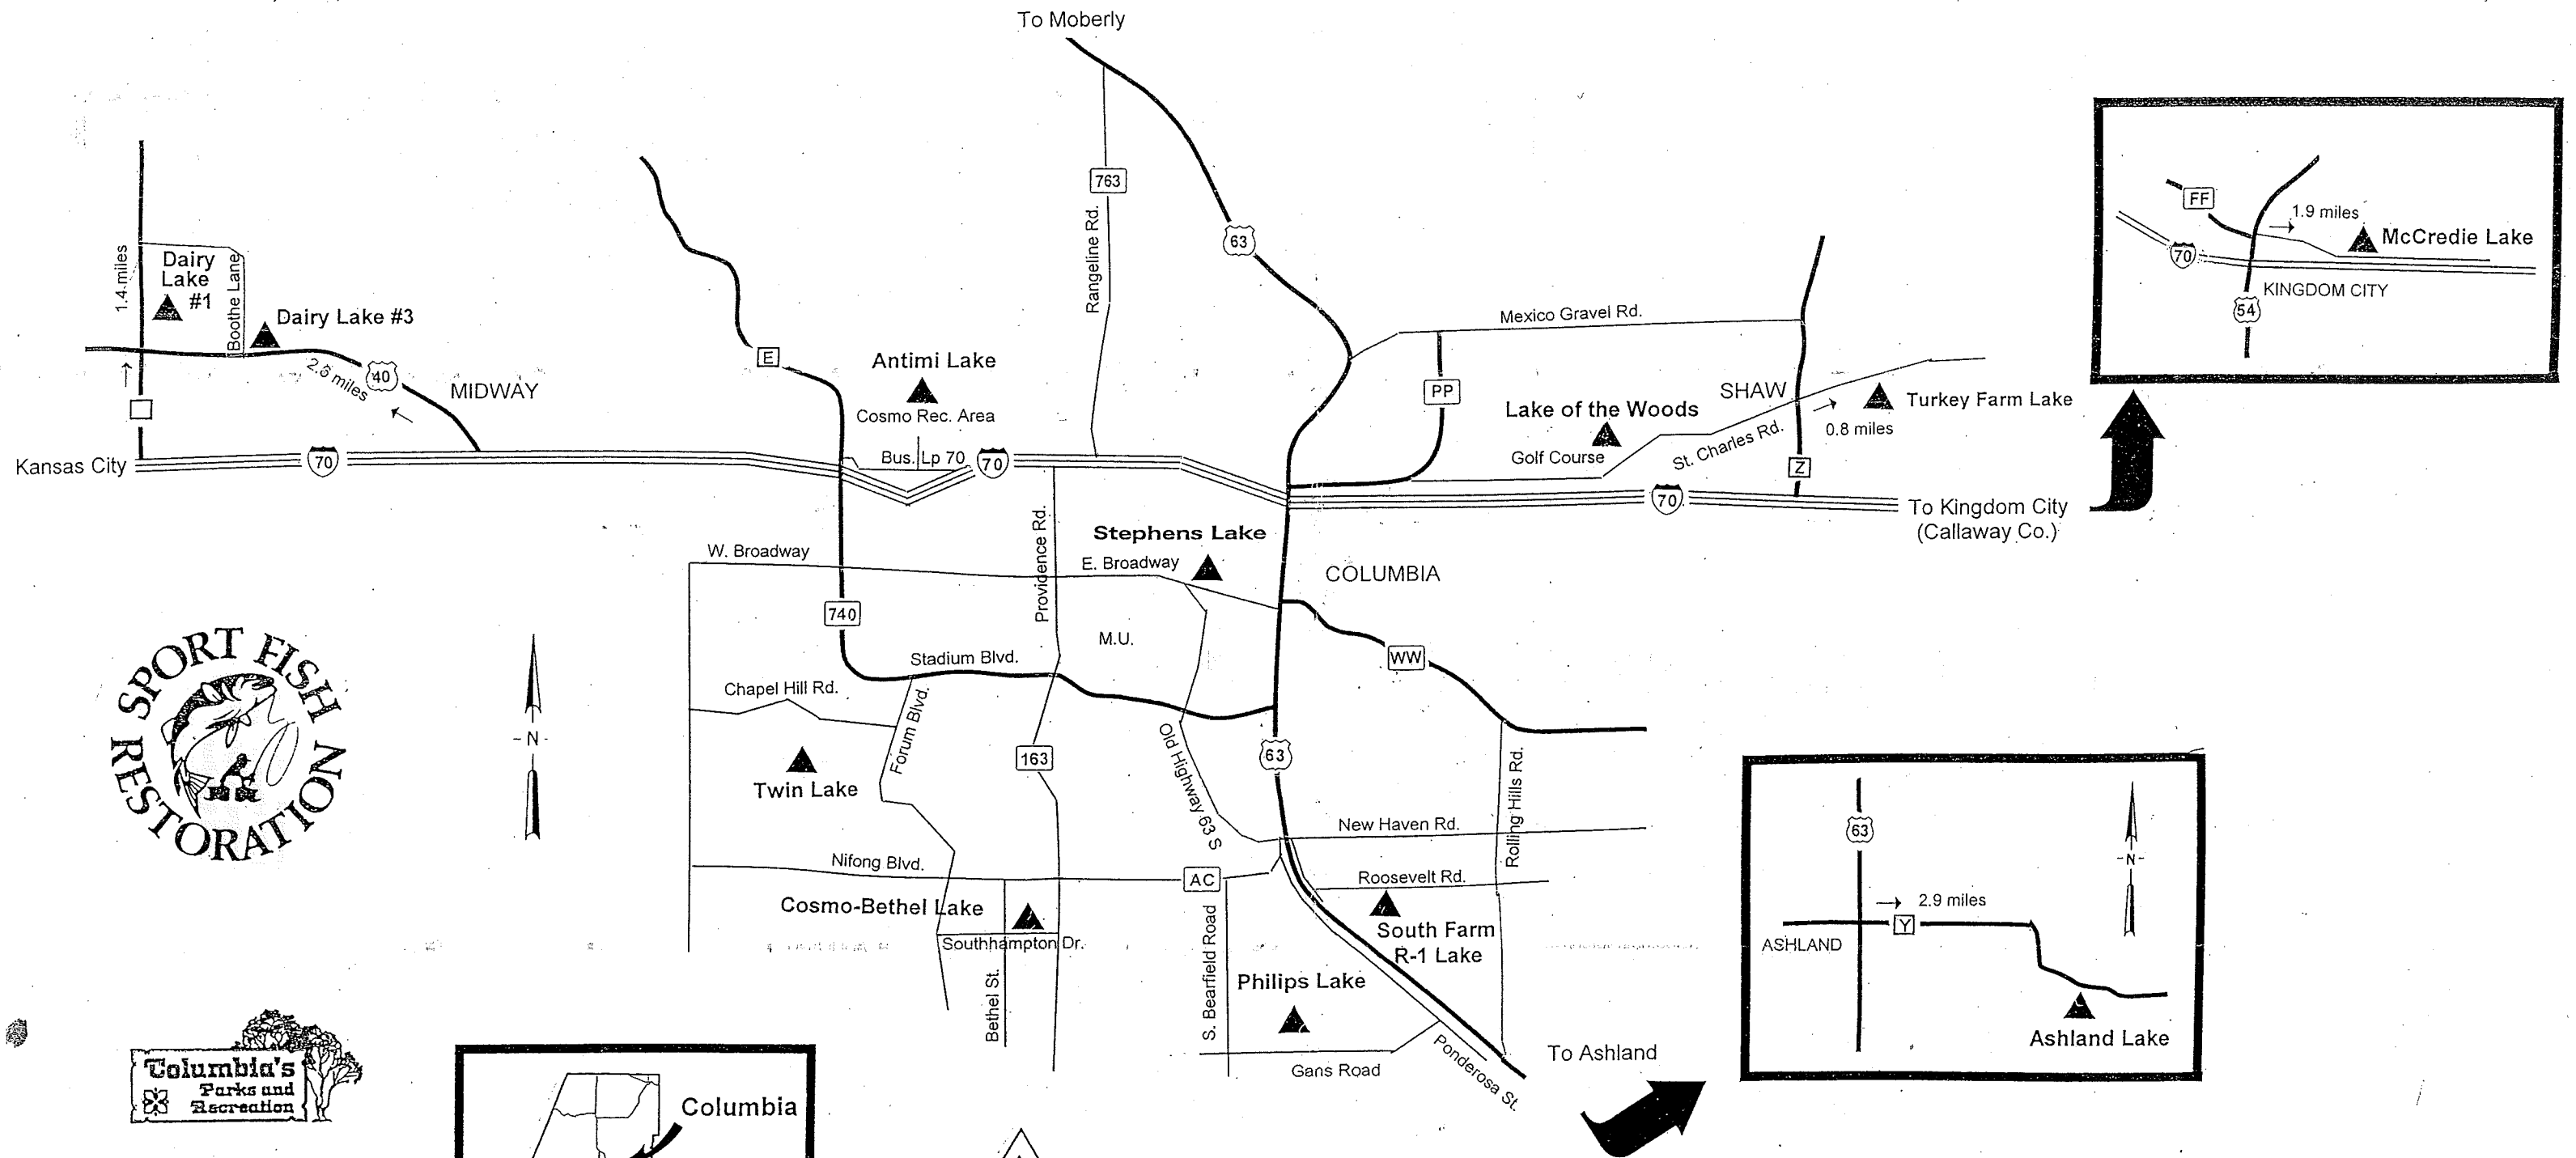 To Moberly
763
Rangeline Rd.
63
1.4 miles
Dairy
Lake
#1
Boothe Lane
Dairy Lake #3
2.6 miles
40
MIDWAY
Kansas City
70
E
Antimi Lake
Cosmo Rec. Area
Bus. Lp 70
70
Mexico Gravel Rd.
PP
Lake of the Woods
Golf Course
St. Charles Rd.
SHAW
Turkey Farm Lake
0.8 miles
Z
70
To Kingdom City
(Callaway Co.)
FF
1.9 miles
McCredie Lake
70
KINGDOM CITY
54
W. Broadway
Providence Rd.
Stephens Lake
E. Broadway
COLUMBIA
740
M.U.
WW
Stadium Blvd.
Chapel Hill Rd.
Forum Blvd.
Twin Lake
163
Old Highway 63 S
63
New Haven Rd.
Rolling Hills Rd.
Nifong Blvd.
AC
Roosevelt Rd.
Cosmo-Bethel Lake
Southhampton Dr.
Bethel St.
S. Bearfield Road
South Farm
R-1 Lake
Philips Lake
Gans Road
Ponderosa St.
To Ashland
63
-N-
2.9 miles
Y
ASHLAND
Ashland Lake
SPORT FISH
RESTORATION
-N-
Columbia's
Parks and
Recreation
Columbia